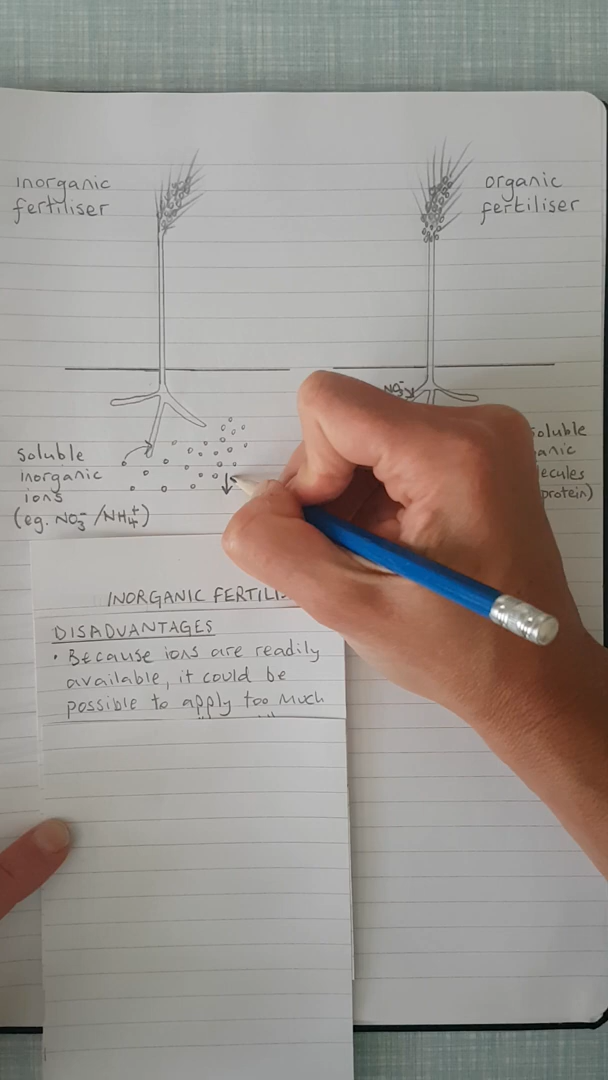 Inorganic
fertiliser
organic
fertiliser
NO3-
soluble
inorganic
ions
(eg. NO3-/NH4+)
soluble
protein)
INORGANIC FERTILI
DISADVANTAGES
• Because ions are readily
available, it could be
possible to apply too much